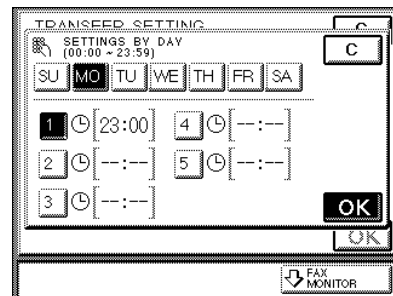 TRANSFER SETTING C
SETTINGS BY DAY
(00:00 ~ 23:59) C
SU MO TU WE TH FR SA
1 [23:00] 4 [--:--]
2 [--:--] 5 [--:--]
3 [--:--]
OK
OK
FAX
MONITOR